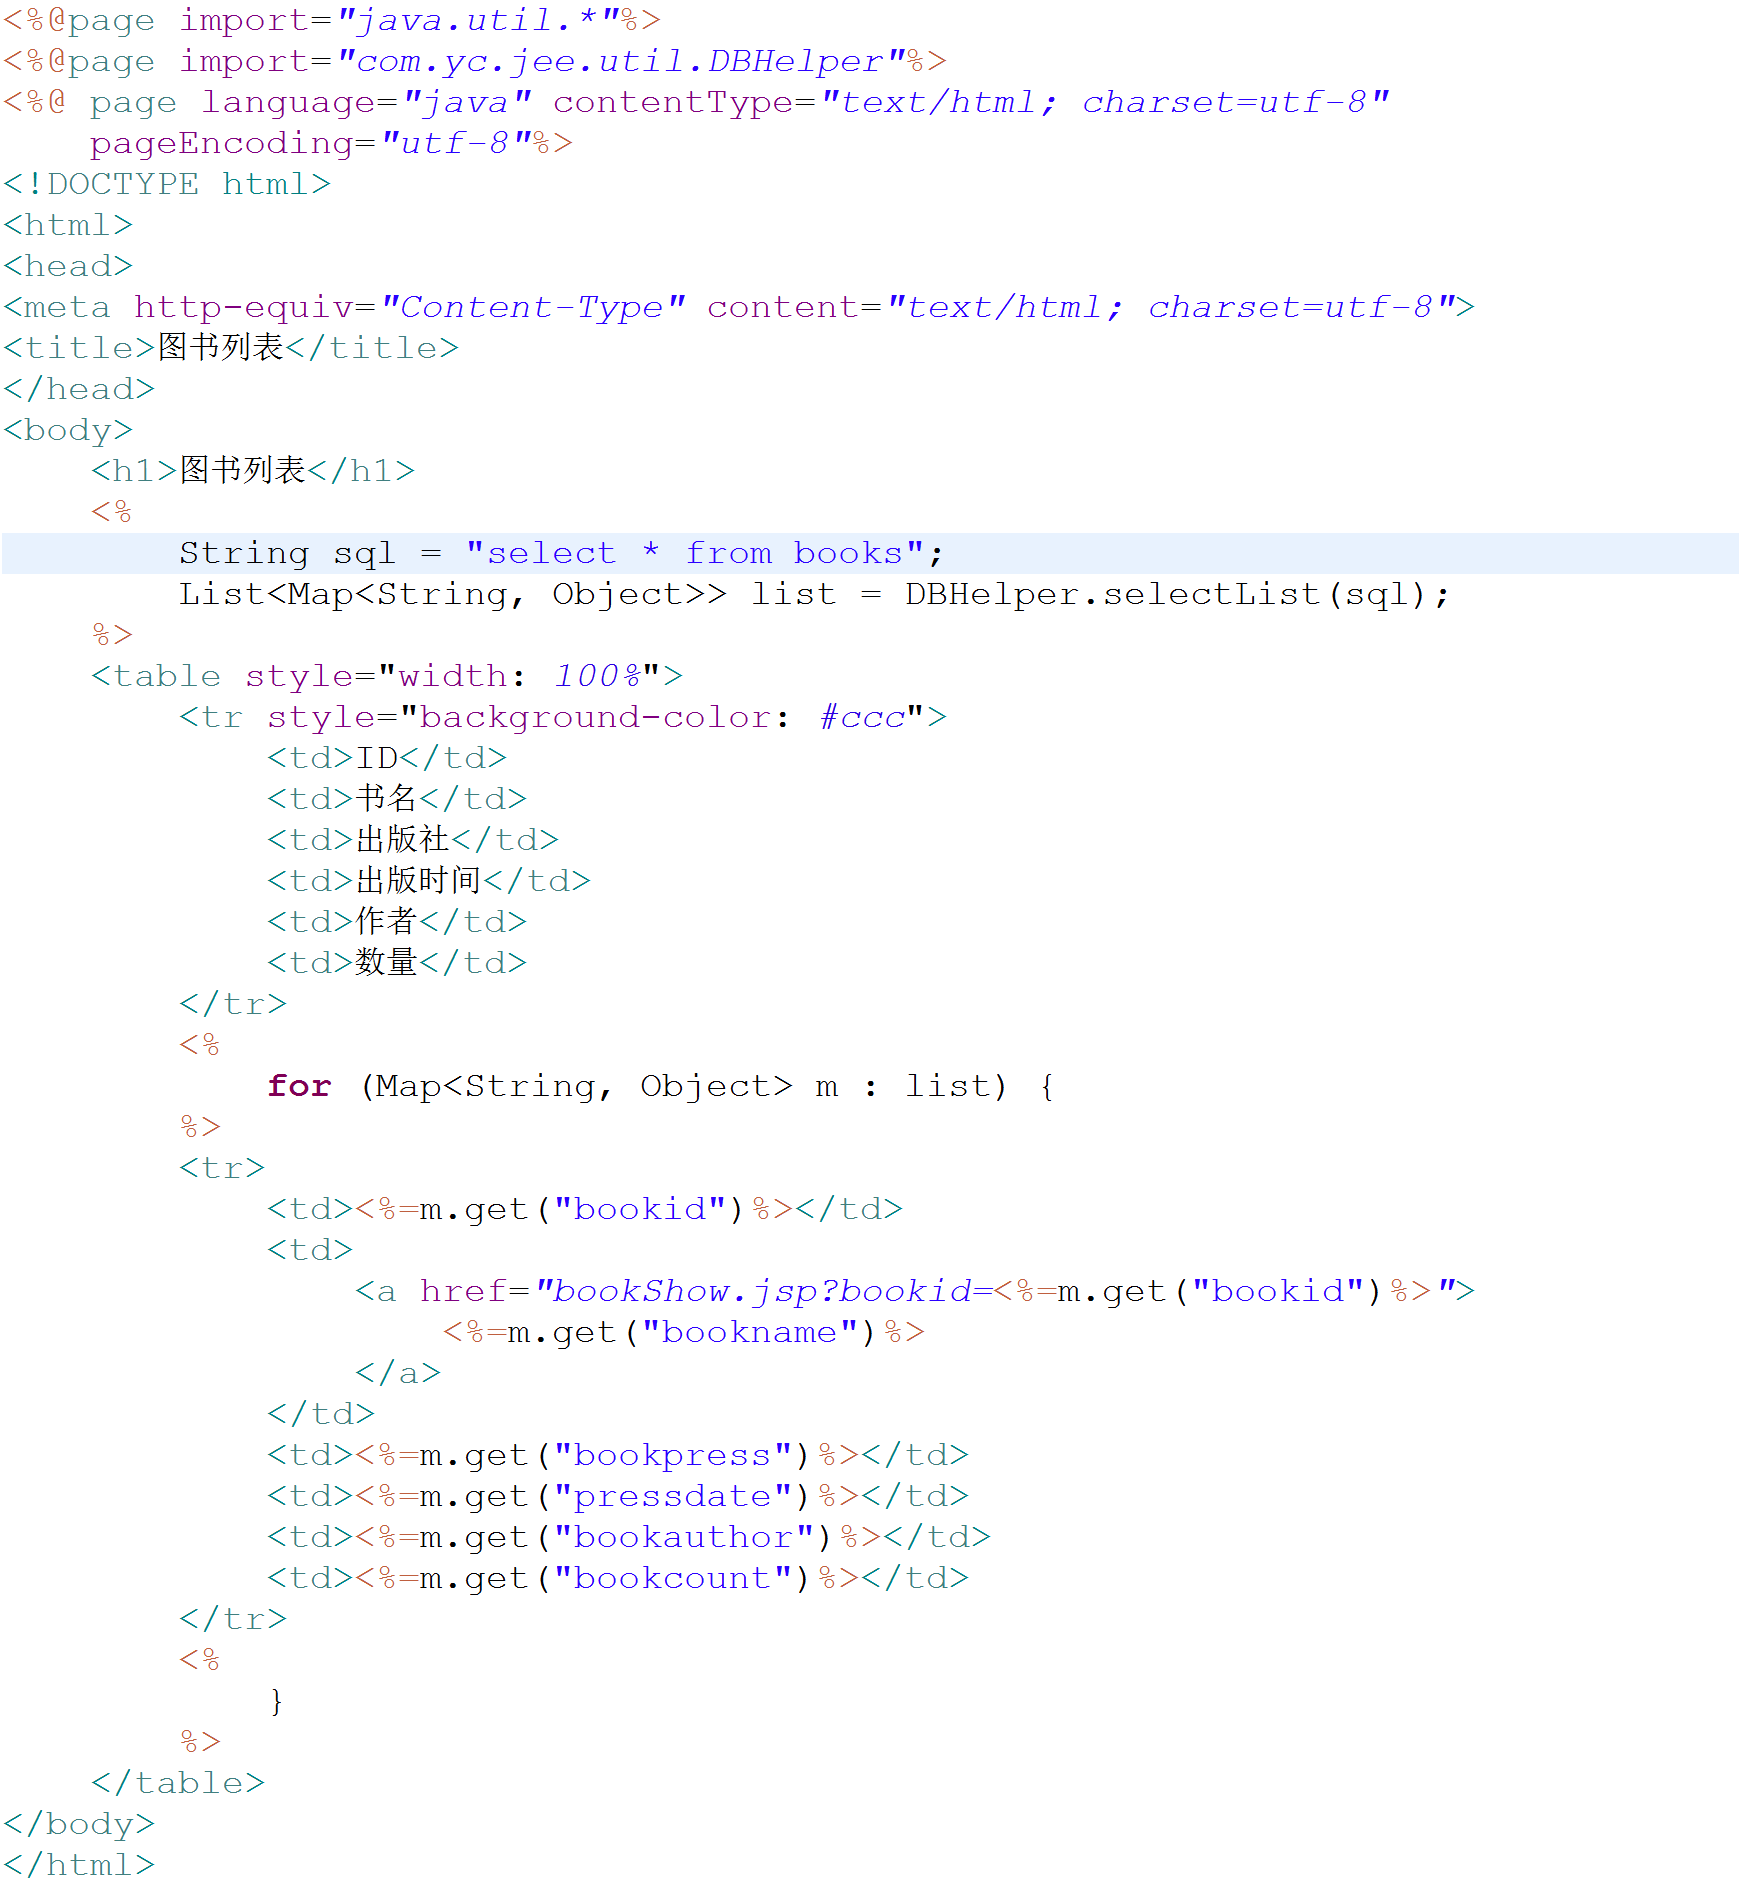 <%@page import="java.util.*"%>
<%@page import="com.yc.jee.util.DBHelper"%>
<%@ page language="java" contentType="text/html; charset=utf-8"
    pageEncoding="utf-8"%>
<!DOCTYPE html>
<html>
<head>
<meta http-equiv="Content-Type" content="text/html; charset=utf-8">
<title>图书列表</title>
</head>
<body>
    <h1>图书列表</h1>
    <%
        String sql = "select * from books";
        List<Map<String, Object>> list = DBHelper.selectList(sql);
    %>
    <table style="width: 100%">
        <tr style="background-color: #ccc">
            <td>ID</td>
            <td>书名</td>
            <td>出版社</td>
            <td>出版时间</td>
            <td>作者</td>
            <td>数量</td>
        </tr>
        <%
            for (Map<String, Object> m : list) {
        %>
        <tr>
            <td><%=m.get("bookid")%></td>
            <td>
                <a href="bookShow.jsp?bookid=<%=m.get("bookid")%>">
                    <%=m.get("bookname")%>
                </a>
            </td>
            <td><%=m.get("bookpress")%></td>
            <td><%=m.get("pressdate")%></td>
            <td><%=m.get("bookauthor")%></td>
            <td><%=m.get("bookcount")%></td>
        </tr>
        <%
            }
        %>
    </table>
</body>
</html>